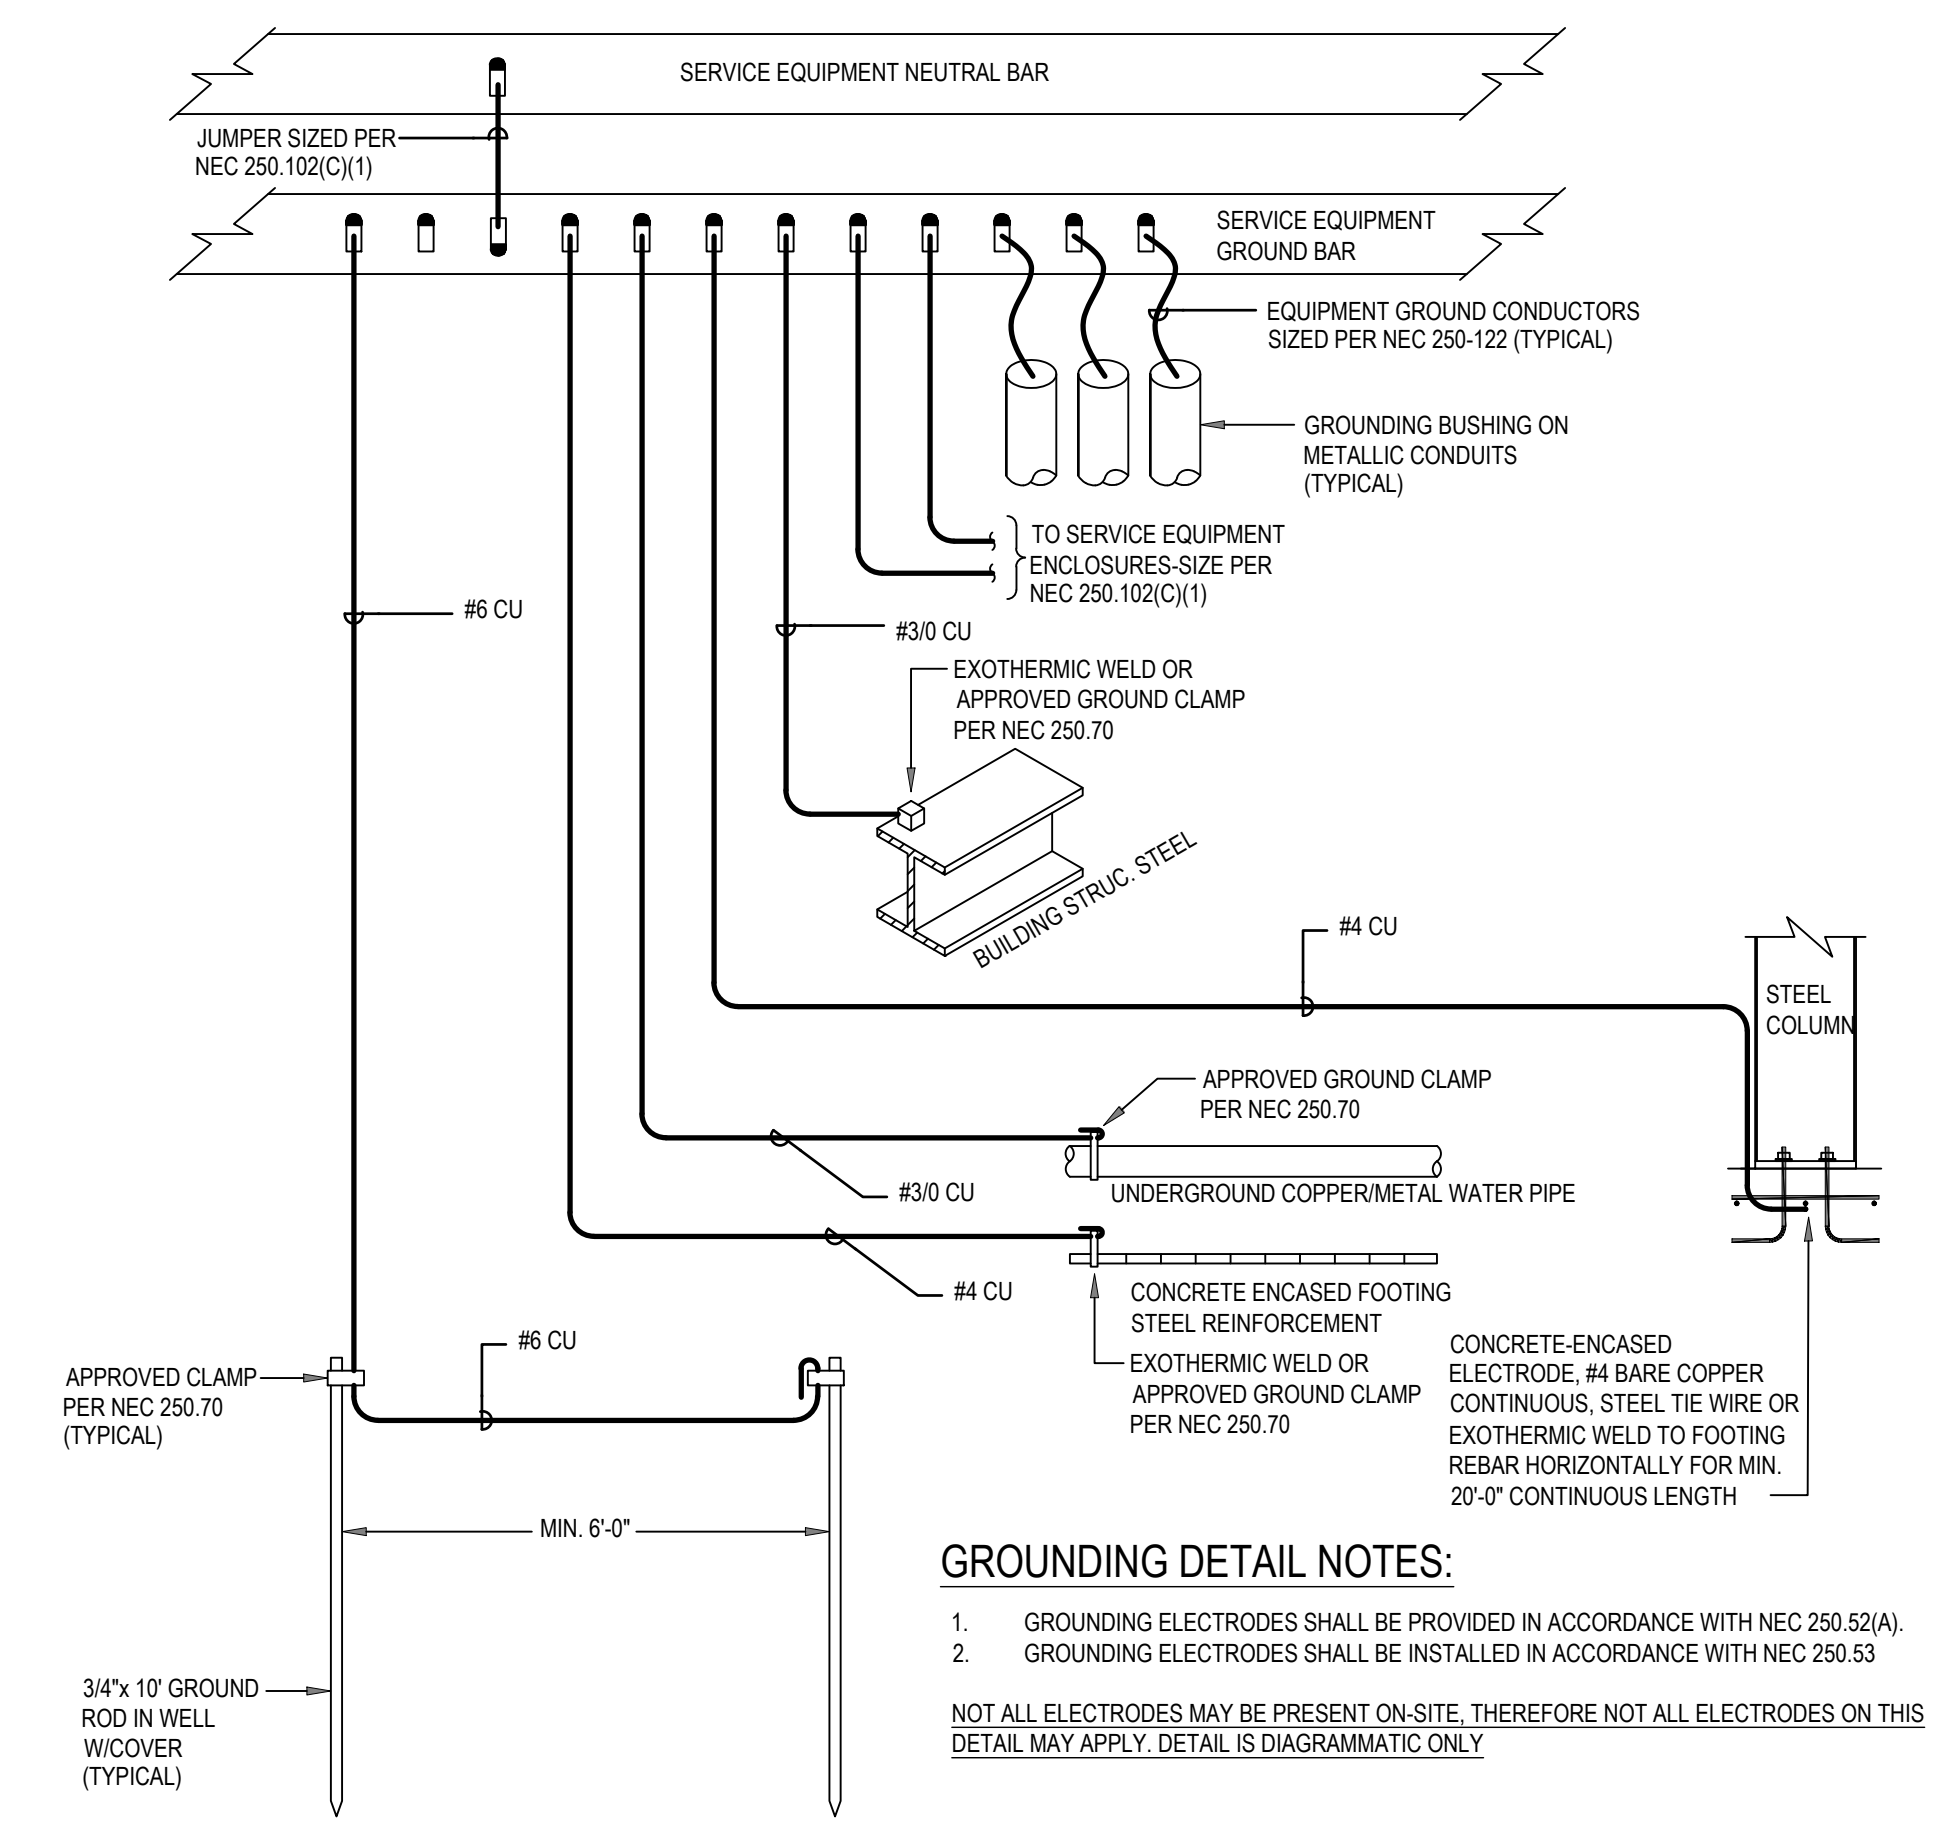 SERVICE EQUIPMENT NEUTRAL BAR
JUMPER SIZED PER
NEC 250.102(C)(1)
SERVICE EQUIPMENT
GROUND BAR
EQUIPMENT GROUND CONDUCTORS
SIZED PER NEC 250-122 (TYPICAL)
GROUNDING BUSHING ON
METALLIC CONDUITS
(TYPICAL)
TO SERVICE EQUIPMENT
ENCLOSURES-SIZE PER
NEC 250.102(C)(1)
#6 CU
#3/0 CU
EXOTHERMIC WELD OR
APPROVED GROUND CLAMP
PER NEC 250.70
BUILDING STRUC. STEEL
#4 CU
STEEL
COLUMN
APPROVED GROUND CLAMP
PER NEC 250.70
#3/0 CU
UNDERGROUND COPPER/METAL WATER PIPE
#4 CU
CONCRETE ENCASED FOOTING
STEEL REINFORCEMENT
EXOTHERMIC WELD OR
APPROVED GROUND CLAMP
PER NEC 250.70
CONCRETE-ENCASED
ELECTRODE, #4 BARE COPPER
CONTINUOUS, STEEL TIE WIRE OR
EXOTHERMIC WELD TO FOOTING
REBAR HORIZONTALLY FOR MIN.
20'-0" CONTINUOUS LENGTH
#6 CU
APPROVED CLAMP
PER NEC 250.70
(TYPICAL)
MIN. 6'-0"
3/4"x 10' GROUND
ROD IN WELL
W/COVER
(TYPICAL)
GROUNDING DETAIL NOTES:
1. GROUNDING ELECTRODES SHALL BE PROVIDED IN ACCORDANCE WITH NEC 250.52(A).
2. GROUNDING ELECTRODES SHALL BE INSTALLED IN ACCORDANCE WITH NEC 250.53
NOT ALL ELECTRODES MAY BE PRESENT ON-SITE, THEREFORE NOT ALL ELECTRODES ON THIS
DETAIL MAY APPLY. DETAIL IS DIAGRAMMATIC ONLY